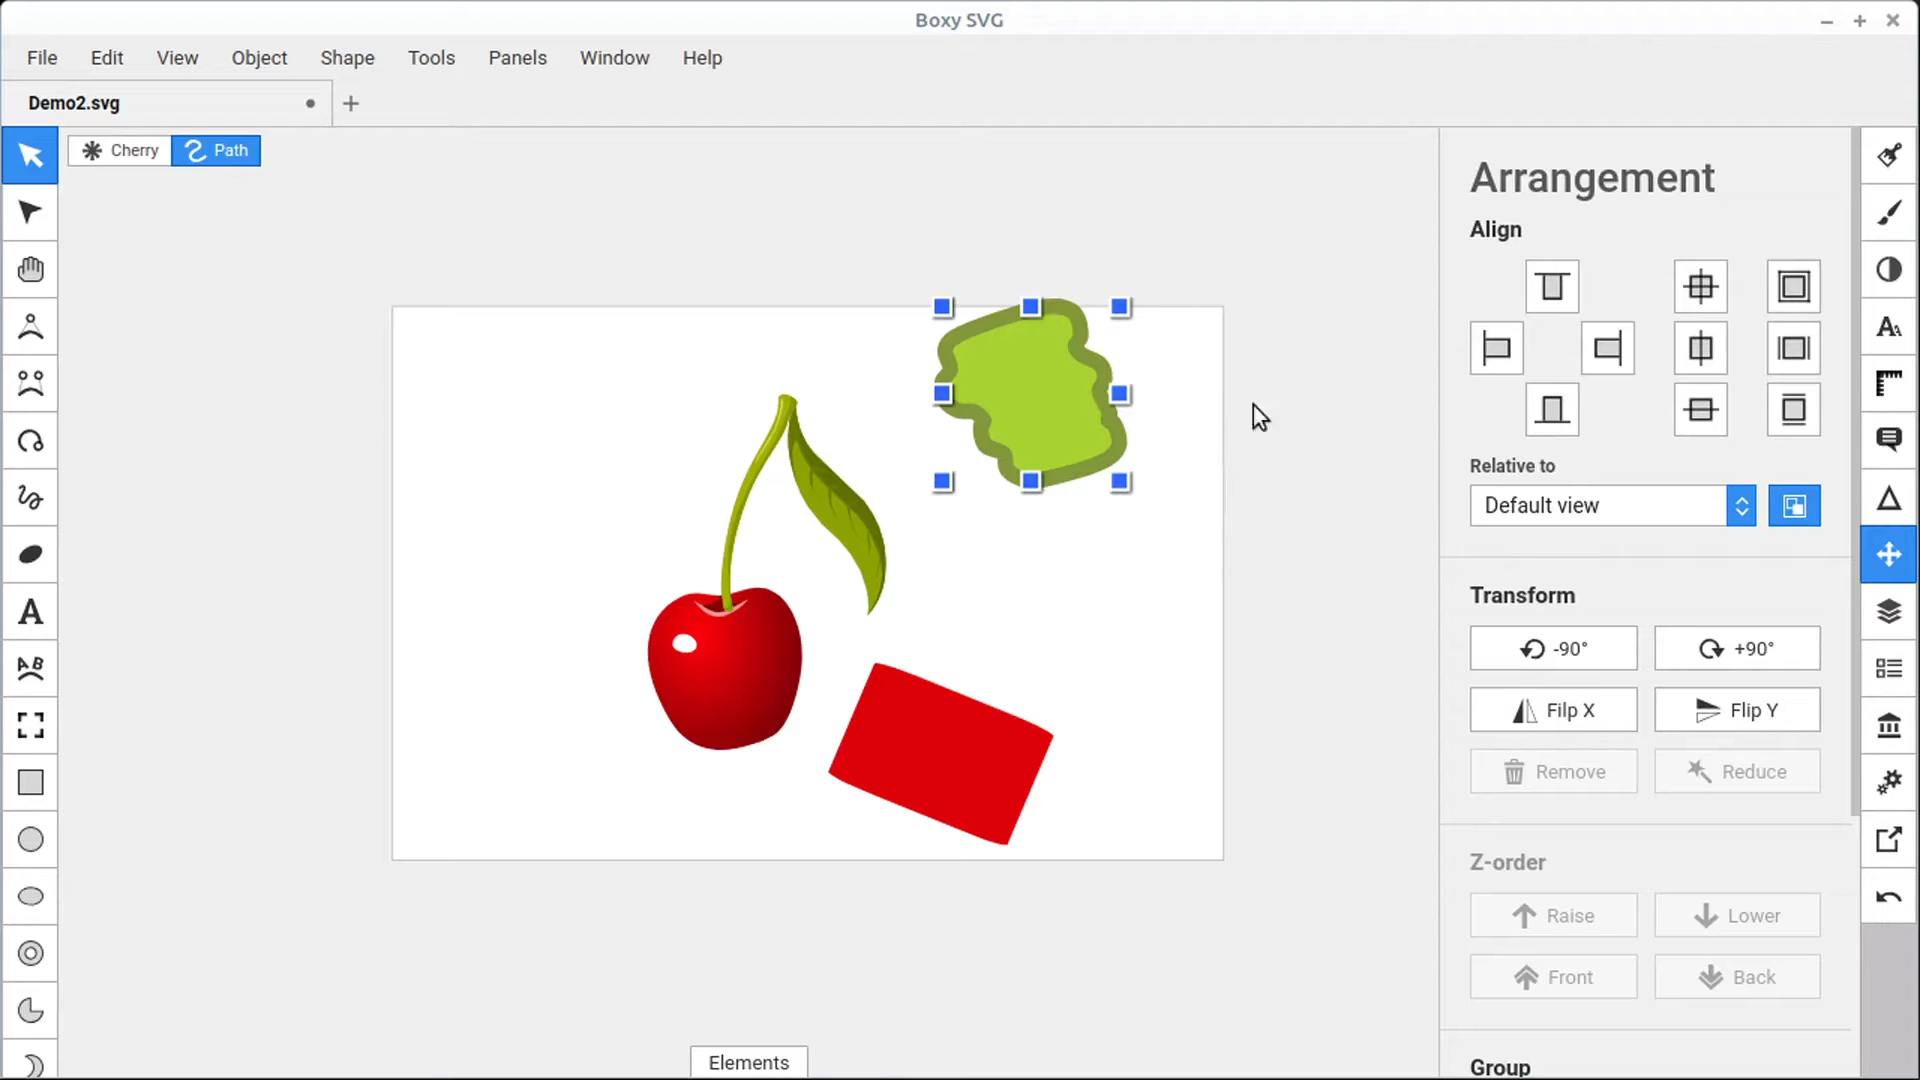 Boxy SVG
File Edit View Object Shape Tools Panels Window Help
Demo2.svg
Cherry Path
Arrangement
Align
Relative to
Default view
Transform
-90° +90°
Filp X Flip Y
Remove Reduce
Z-order
Raise Lower
Front Back
Group
Elements